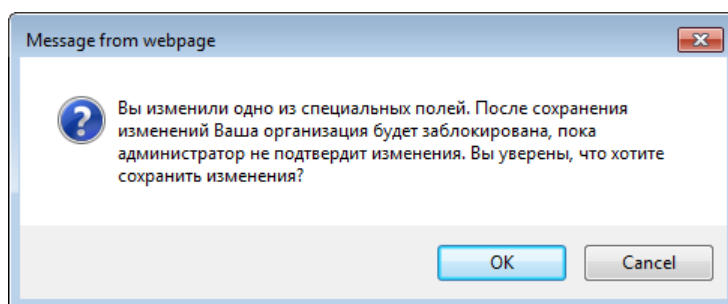 Message from webpage
Вы изменили одно из специальных полей. После сохранения
изменений Ваша организация будет заблокирована, пока
администратор не подтвердит изменения. Вы уверены, что хотите
сохранить изменения?
OK
Cancel